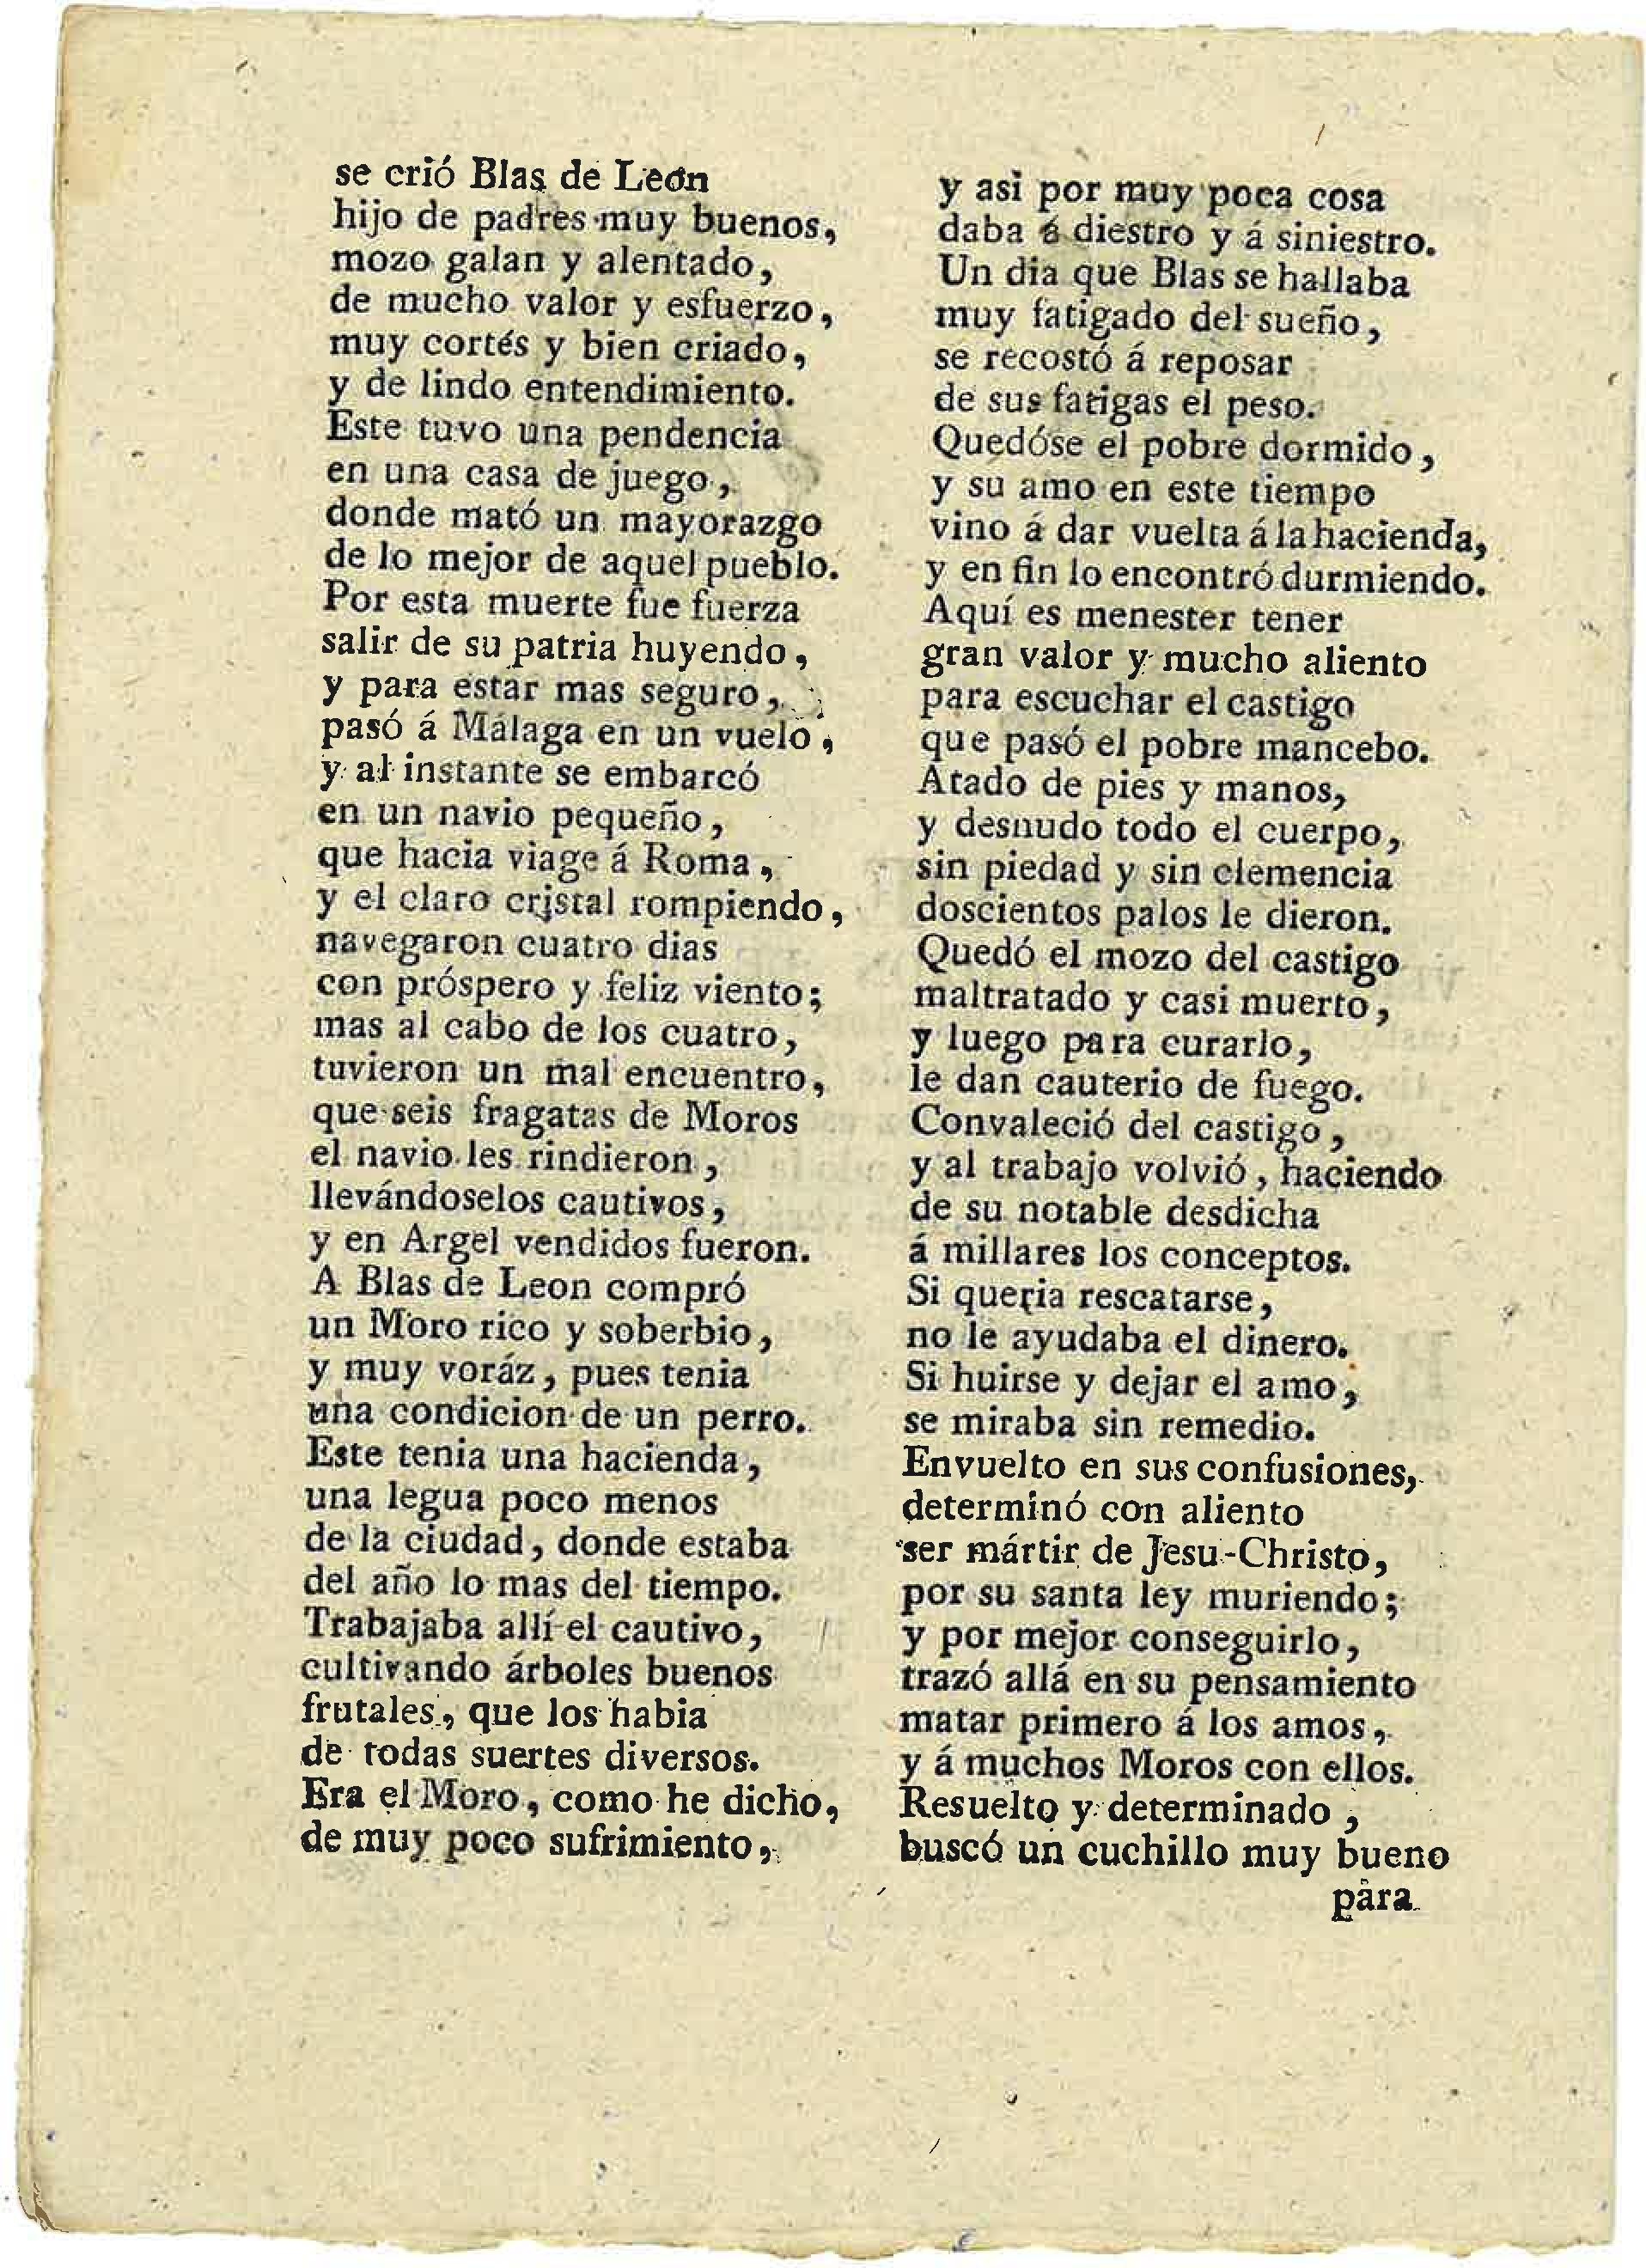 se crió Blas de León
hijo de padres muy buenos,
mozo galan y alentado,
de mucho valor y esfuerzo,
muy cortés y bien criado,
y de lindo entendimiento.
Este tuvo una pendencia
en una casa de juego,
donde mató un mayorazgo
de lo mejor de aquel pueblo.
Por esta muerte fue fuerza
salir de su patria huyendo,
y para estar mas seguro,
pasó á Málaga en un vuelo,
y al instante se embarcó
en un navio pequeño,
que hacia viage á Roma,
y el claro cristal rompiendo,
navegaron cuatro dias
con próspero y feliz viento;
mas al cabo de los cuatro,
tuvieron un mal encuentro,
que seis fragatas de Moros
el navio les rindieron,
llevándoselos cautivos,
y en Argel vendidos fueron.
A Blas de Leon compró
un Moro rico y soberbio,
y muy voráz, pues tenia
una condicion de un perro.
Este tenia una hacienda,
una legua poco menos
de la ciudad, donde estaba
del año lo mas del tiempo.
Trabajaba allí el cautivo,
cultivando árboles buenos
frutales, que los habia
de todas suertes diversos.
Era el Moro, como he dicho,
de muy poco sufrimiento,
y asi por muy poca cosa
daba á diestro y á siniestro.
Un dia que Blas se hallaba
muy fatigado del sueño,
se recostó á reposar
de sus fatigas el peso.
Quedóse el pobre dormido,
y su amo en este tiempo
vino á dar vuelta á la hacienda,
y en fin lo encontró durmiendo.
Aquí es menester tener
gran valor y mucho aliento
para escuchar el castigo
que pasó el pobre mancebo.
Atado de pies y manos,
y desnudo todo el cuerpo,
sin piedad y sin clemencia
doscientos palos le dieron.
Quedó el mozo del castigo
maltratado y casi muerto,
y luego para curarlo,
le dan cauterio de fuego.
Convaleció del castigo,
y al trabajo volvió, haciendo
de su notable desdicha
á millares los conceptos.
Si queria rescatarse,
no le ayudaba el dinero.
Si huirse y dejar el amo,
se miraba sin remedio.
Envuelto en sus confusiones,
determinó con aliento
ser mártir de Jesu-Christo,
por su santa ley muriendo;
y por mejor conseguirlo,
trazó allá en su pensamiento
matar primero á los amos,
y á muchos Moros con ellos.
Resuelto y determinado,
buscó un cuchillo muy bueno
para